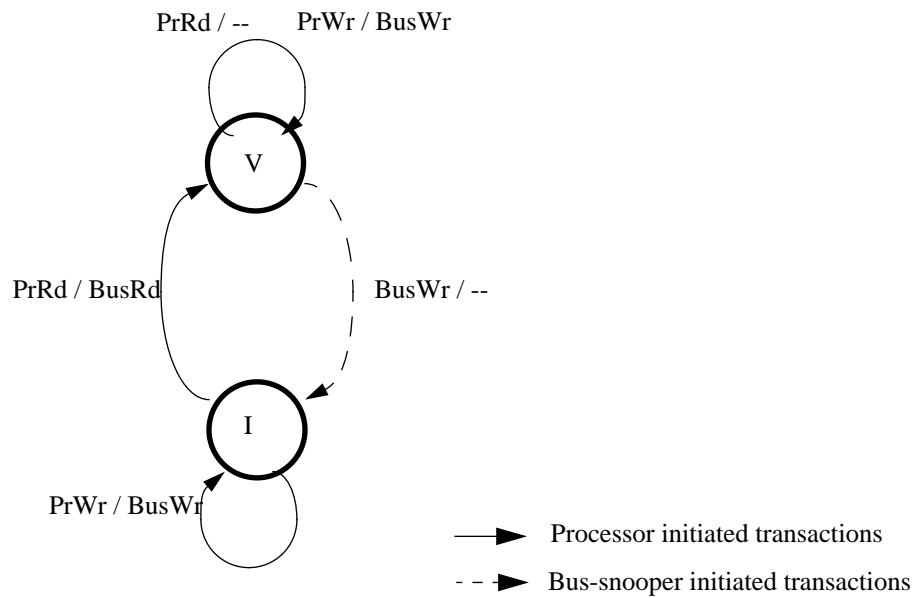 PrRd / -- PrWr / BusWr
V
PrRd / BusRd BusWr / --
I
PrWr / BusWr
Processor initiated transactions
Bus-snooper initiated transactions